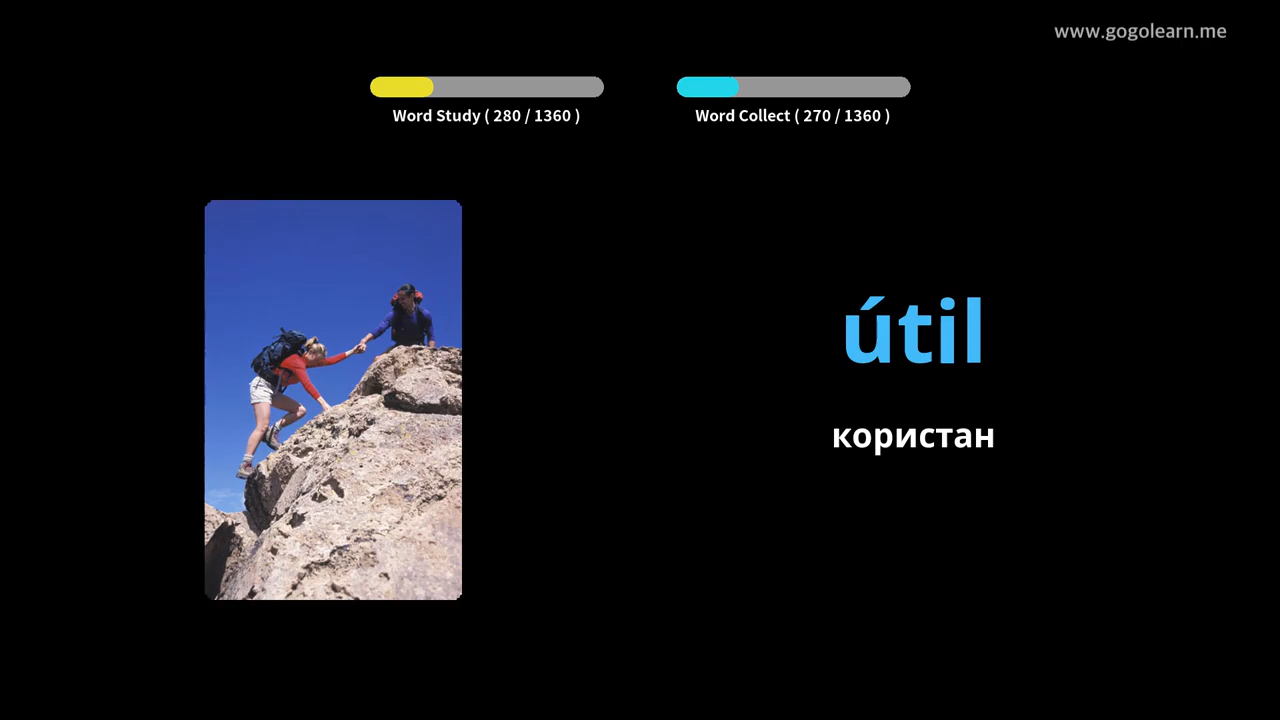 www.gogolearn.me
Word Study ( 280 / 1360 )
Word Collect ( 270 / 1360 )
útil
користан